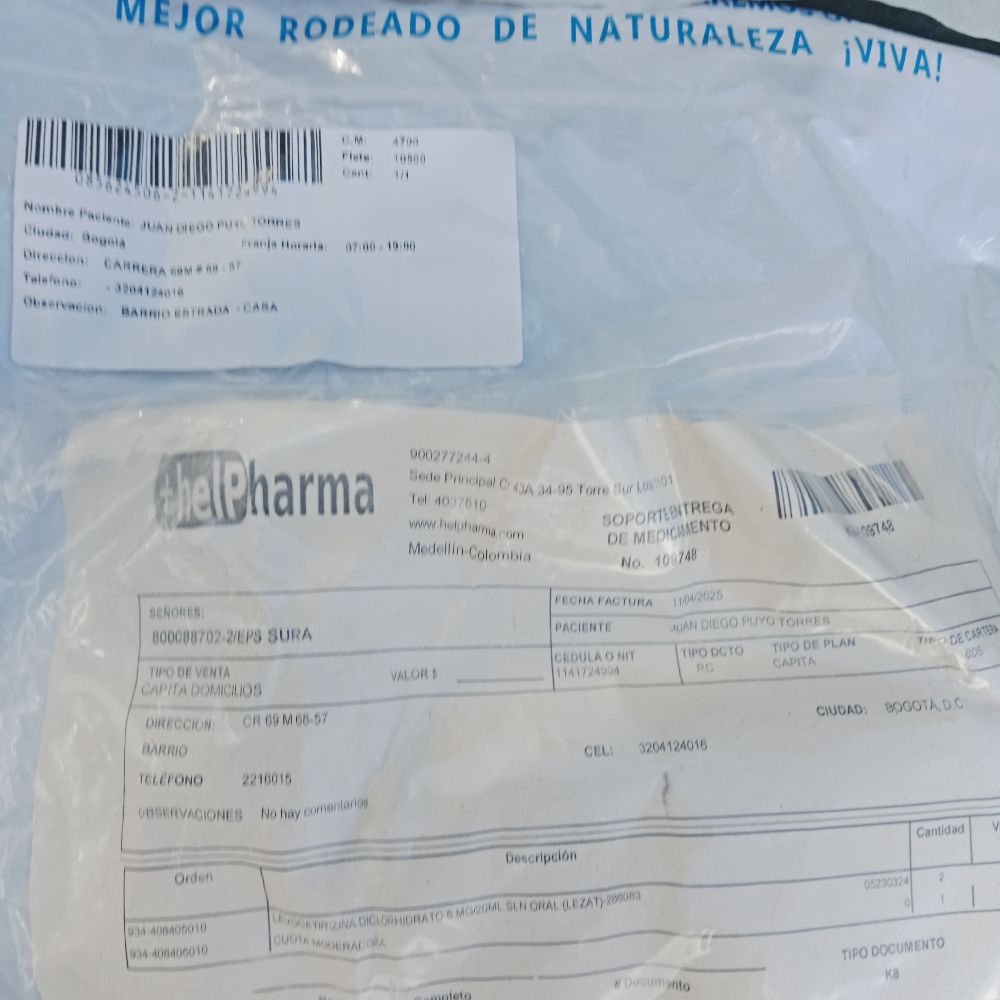 MEJOR RODEADO DE NATURALEZA ¡VIVA!
C.M: 4700
Flete: 10500
Cant: 1/1
Nombre Paciente: JUAN DIEGO PUYO TORRES
Ciudad: Bogotá Franja Horaria: 07:00 - 19:00
Dirección: CARRERA 69M # 68 - 57
Telefono: - 3204124016
Observación: BARRIO ESTRADA - CASA
+helPharma
900277244-4
Sede Principal Cr 43A 34-95 Torre Sur
Tel: 4037510
www.helpharma.com
Medellín-Colombia
SOPORTE ENTREGA
DE MEDICAMENTO
No. 109748
109748
SEÑORES:
800088702-2/EPS SURA
FECHA FACTURA 11/04/2025
PACIENTE JUAN DIEGO PUYO TORRES
TIPO DE VENTA
CAPITA DOMICILIOS
VALOR $
CEDULA O NIT
1141724994
TIPO DCTO
RC
TIPO DE PLAN
CAPITA
TIPO DE CARTERA
DIRECCION: CR 69 M 68-57
CIUDAD: BOGOTÁ, D.C.
BARRIO
CEL: 3204124016
TELÉFONO 2216015
OBSERVACIONES No hay comentarios
Orden Descripción Cantidad V
934-408405010 LEVOCETIRIZINA DICLORHIDRATO 5 MG/20ML SLN ORAL (LEZAT)-286083 05230324 2
934-408405010 CUOTA MODERADORA 0 1
TIPO DOCUMENTO
K8
# Documento